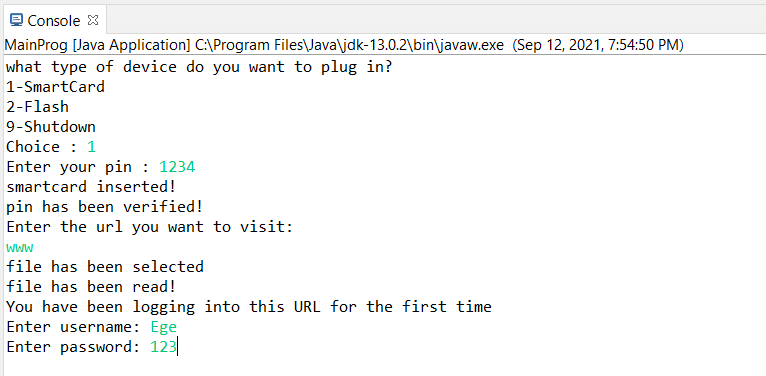 Console
MainProg [Java Application] C:\Program Files\Java\jdk-13.0.2\bin\javaw.exe (Sep 12, 2021, 7:54:50 PM)
what type of device do you want to plug in?
1-SmartCard
2-Flash
9-Shutdown
Choice : 1
Enter your pin : 1234
smartcard inserted!
pin has been verified!
Enter the url you want to visit:
www
file has been selected
file has been read!
You have been logging into this URL for the first time
Enter username: Ege
Enter password: 123